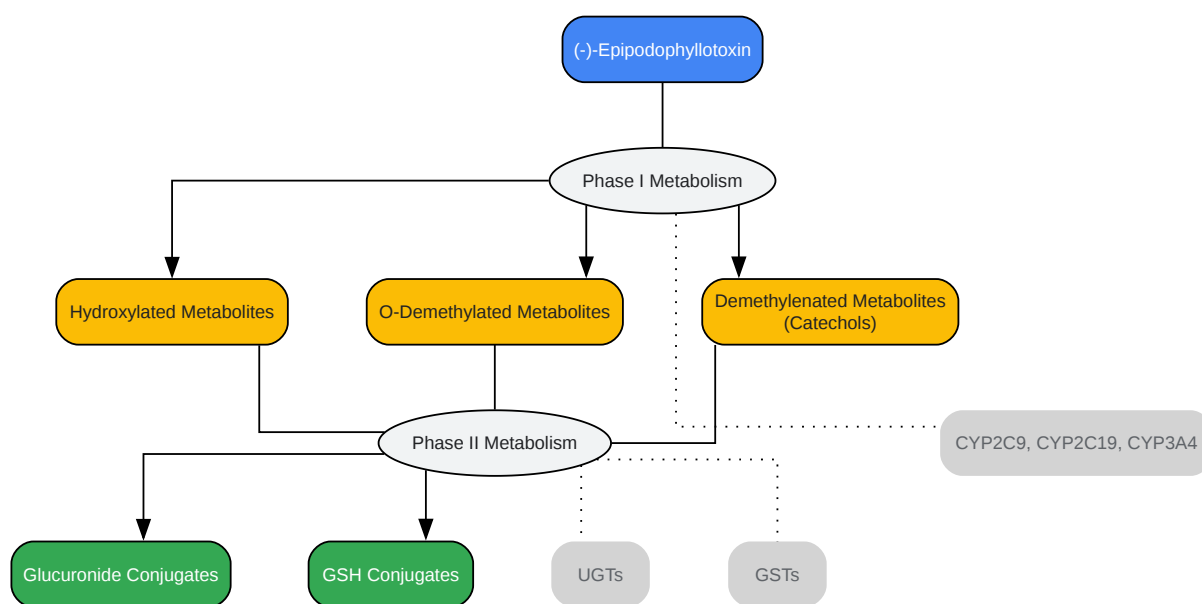 (-)-Epipodophyllotoxin
Phase I Metabolism
Hydroxylated Metabolites
O-Demethylated Metabolites
Demethylenated Metabolites
(Catechols)
Phase II Metabolism
CYP2C9, CYP2C19, CYP3A4
Glucuronide Conjugates
GSH Conjugates
UGTs
GSTs